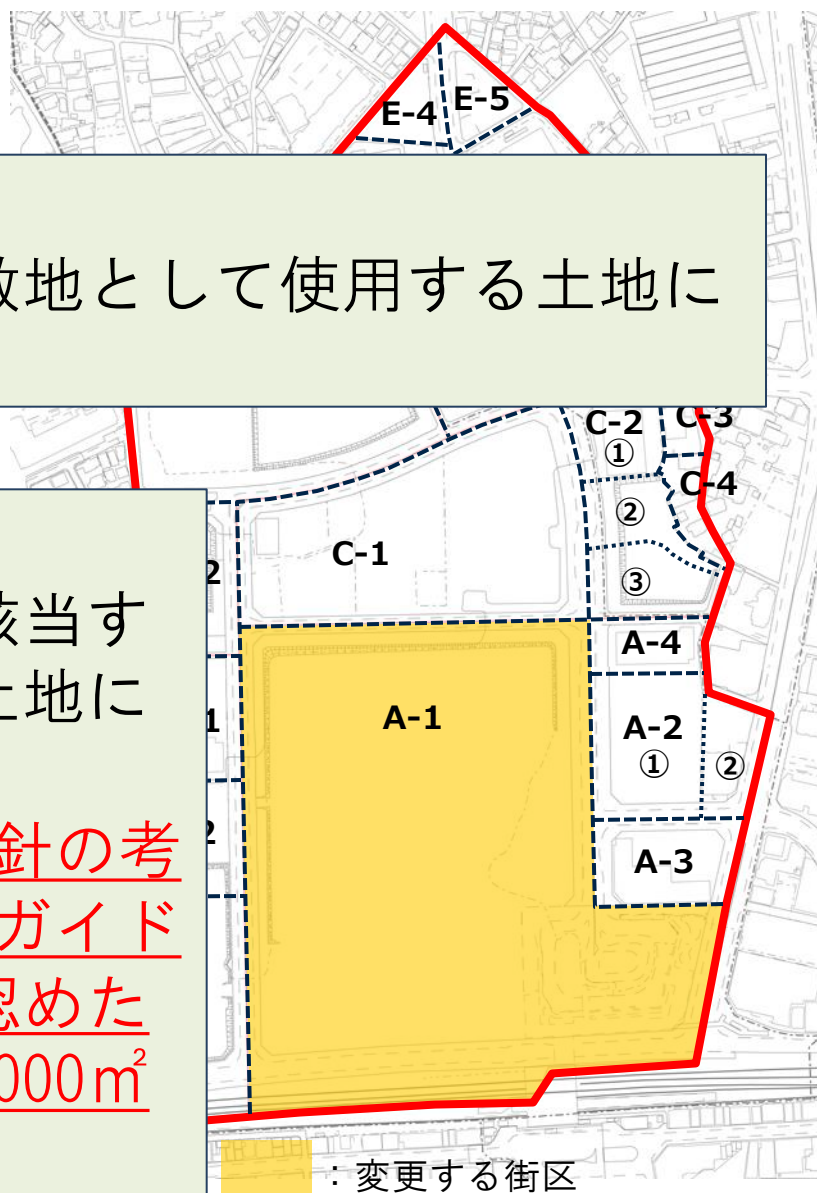 E-4
E-5
敷地として使用する土地に
C-2
①
C-3
C-4
②
③
C-1
2
該当す
土地に
A-4
A-1
1
A-2
①
②
2
A-3
針の考
ガイド
認めた
000㎡
：変更する街区